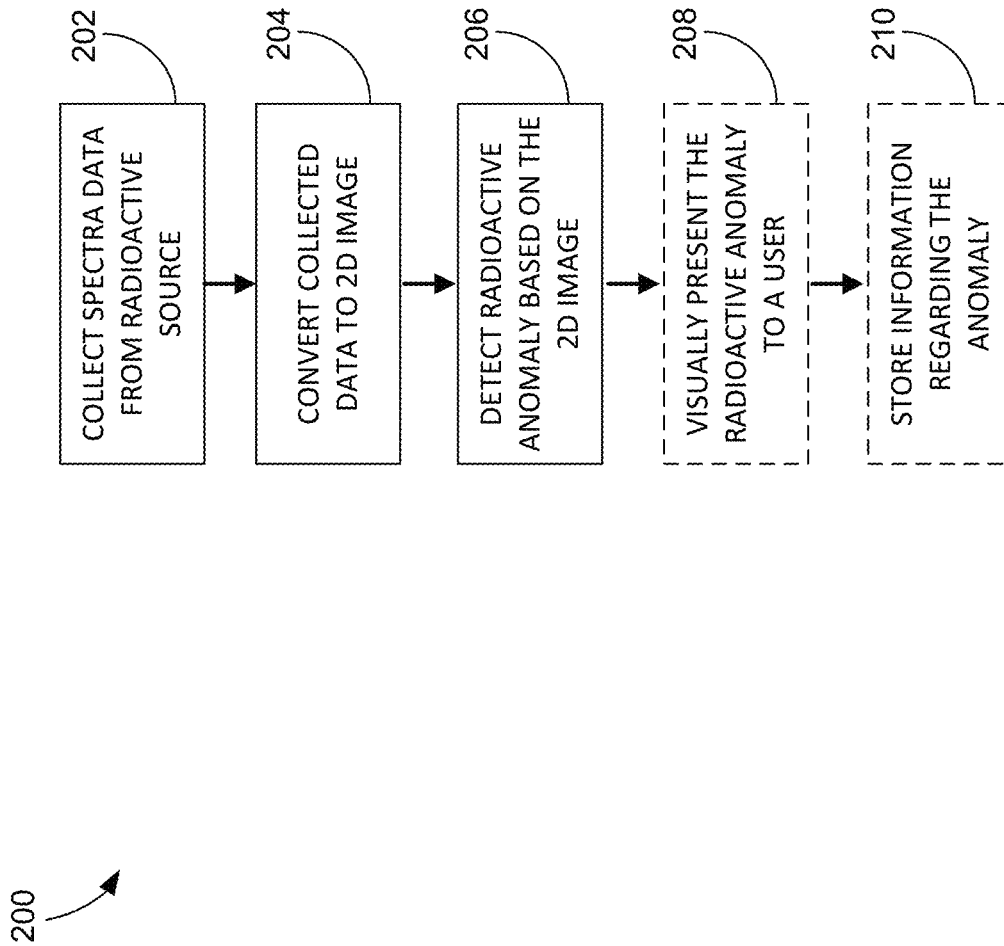 200
COLLECT SPECTRA DATA
FROM RADIOACTIVE
SOURCE
202
CONVERT COLLECTED
DATA TO 2D IMAGE
204
DETECT RADIOACTIVE
ANOMALY BASED ON THE
2D IMAGE
206
VISUALLY PRESENT THE
RADIOACTIVE ANOMALY
TO A USER
208
STORE INFORMATION
REGARDING THE
ANOMALY
210